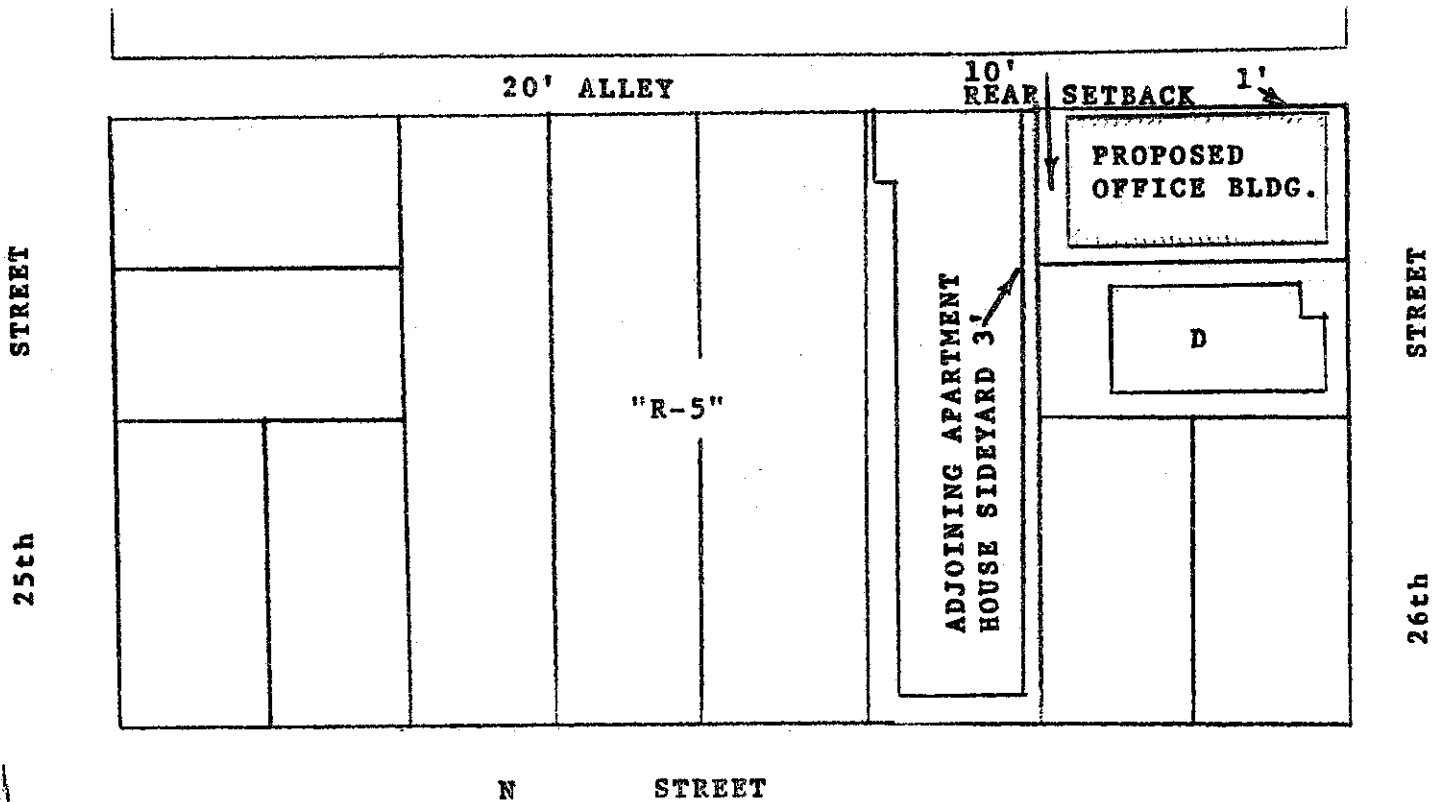 20' ALLEY
10'
REAR SETBACK
1'
PROPOSED
OFFICE BLDG.
STREET
25th
"R-5"
ADJOINING APARTMENT
HOUSE SIDEYARD 3'
D
STREET
26th
N STREET